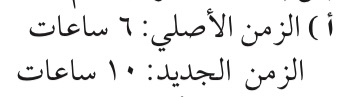 أ ) الزمن الأصلي: ٦ ساعات
الزمن الجديد: ١٠ ساعات